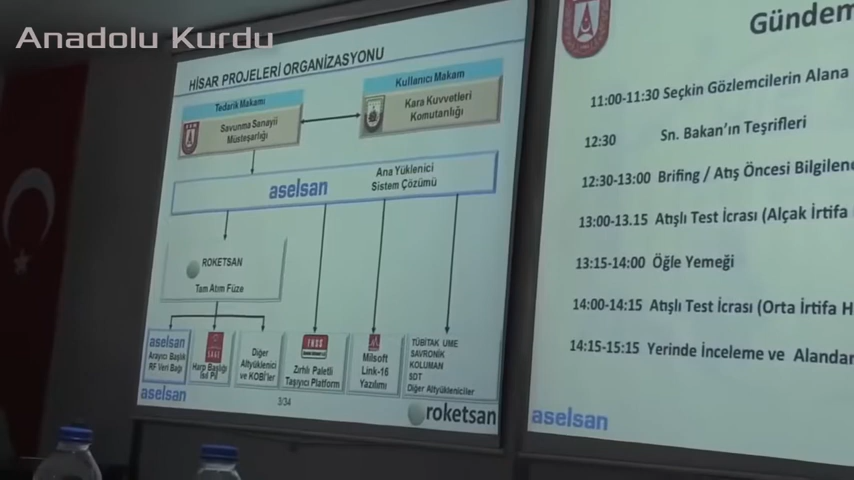 Anadolu Kurdu
HİSAR PROJELERİ ORGANİZASYONU
Tedarik Makamı
Savunma Sanayii
Müsteşarlığı
Kullanıcı Makam
Kara Kuvvetleri
Komutanlığı
aselsan
Ana Yüklenici
Sistem Çözümü
ROKETSAN
Tam Atım Füze
aselsan
Arayıcı Başlık
RF Veri Bağı
Harp Başlığı
Isıl Pil
Diğer
Altyüklenici
ve KOBİ'ler
FNSS
Zırhlı Paletli
Taşıyıcı Platform
Milsoft
Link-16
Yazılımı
TÜBİTAK UME
SAVRONİK
KOLUMAN
SDT
Diğer Altyükleniciler
aselsan
3/34
roketsan
Gündem
11:00-11:30 Seçkin Gözlemcilerin Alana
12:30 Sn. Bakan'ın Teşrifleri
12:30-13:00 Brifing / Atış Öncesi Bilgilene
13:00-13.15 Atışlı Test İcrası (Alçak İrtifa
13:15-14:00 Öğle Yemeği
14:00-14:15 Atışlı Test İcrası (Orta İrtifa H
14:15-15:15 Yerinde İnceleme ve Alandar
aselsan